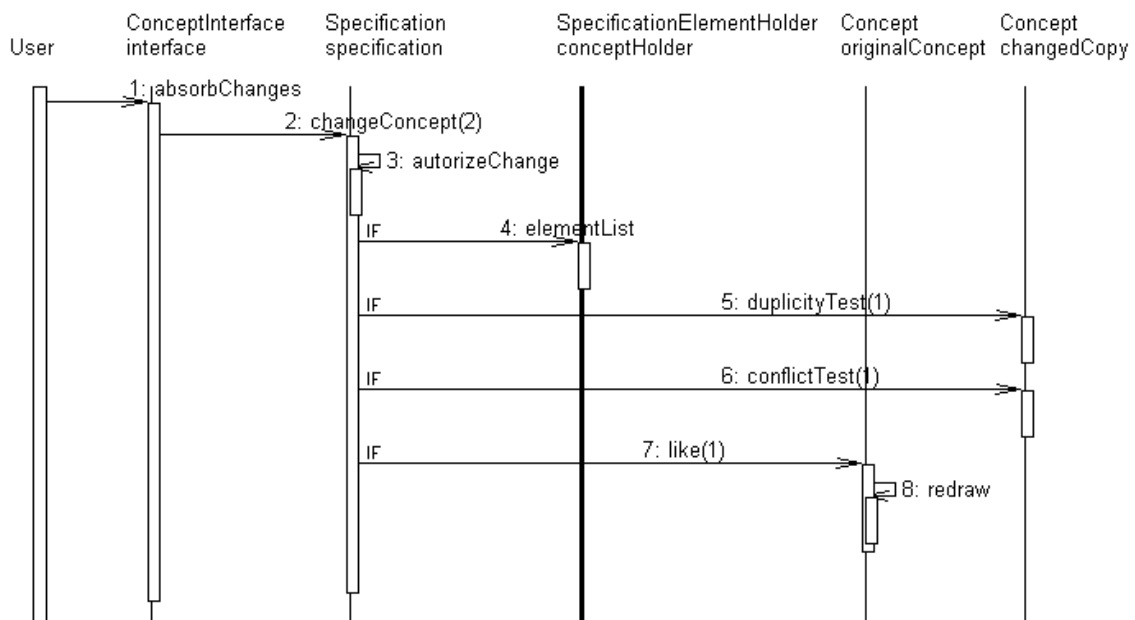 User
ConceptInterface
interface
Specification
specification
SpecificationElementHolder
conceptHolder
Concept
originalConcept
Concept
changedCopy
1: absorbChanges
2: changeConcept(2)
3: autorizeChange
IF
4: elementList
IF
5: duplicityTest(1)
IF
6: conflictTest(1)
IF
7: like(1)
8: redraw